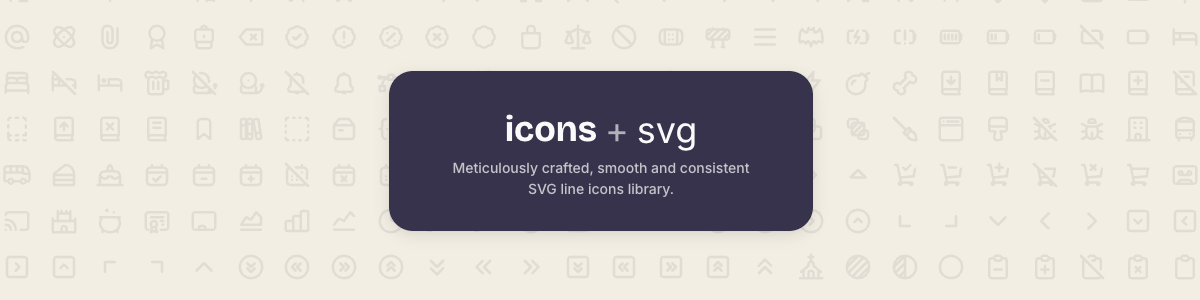 icons + svg
Meticulously crafted, smooth and consistent
SVG line icons library.